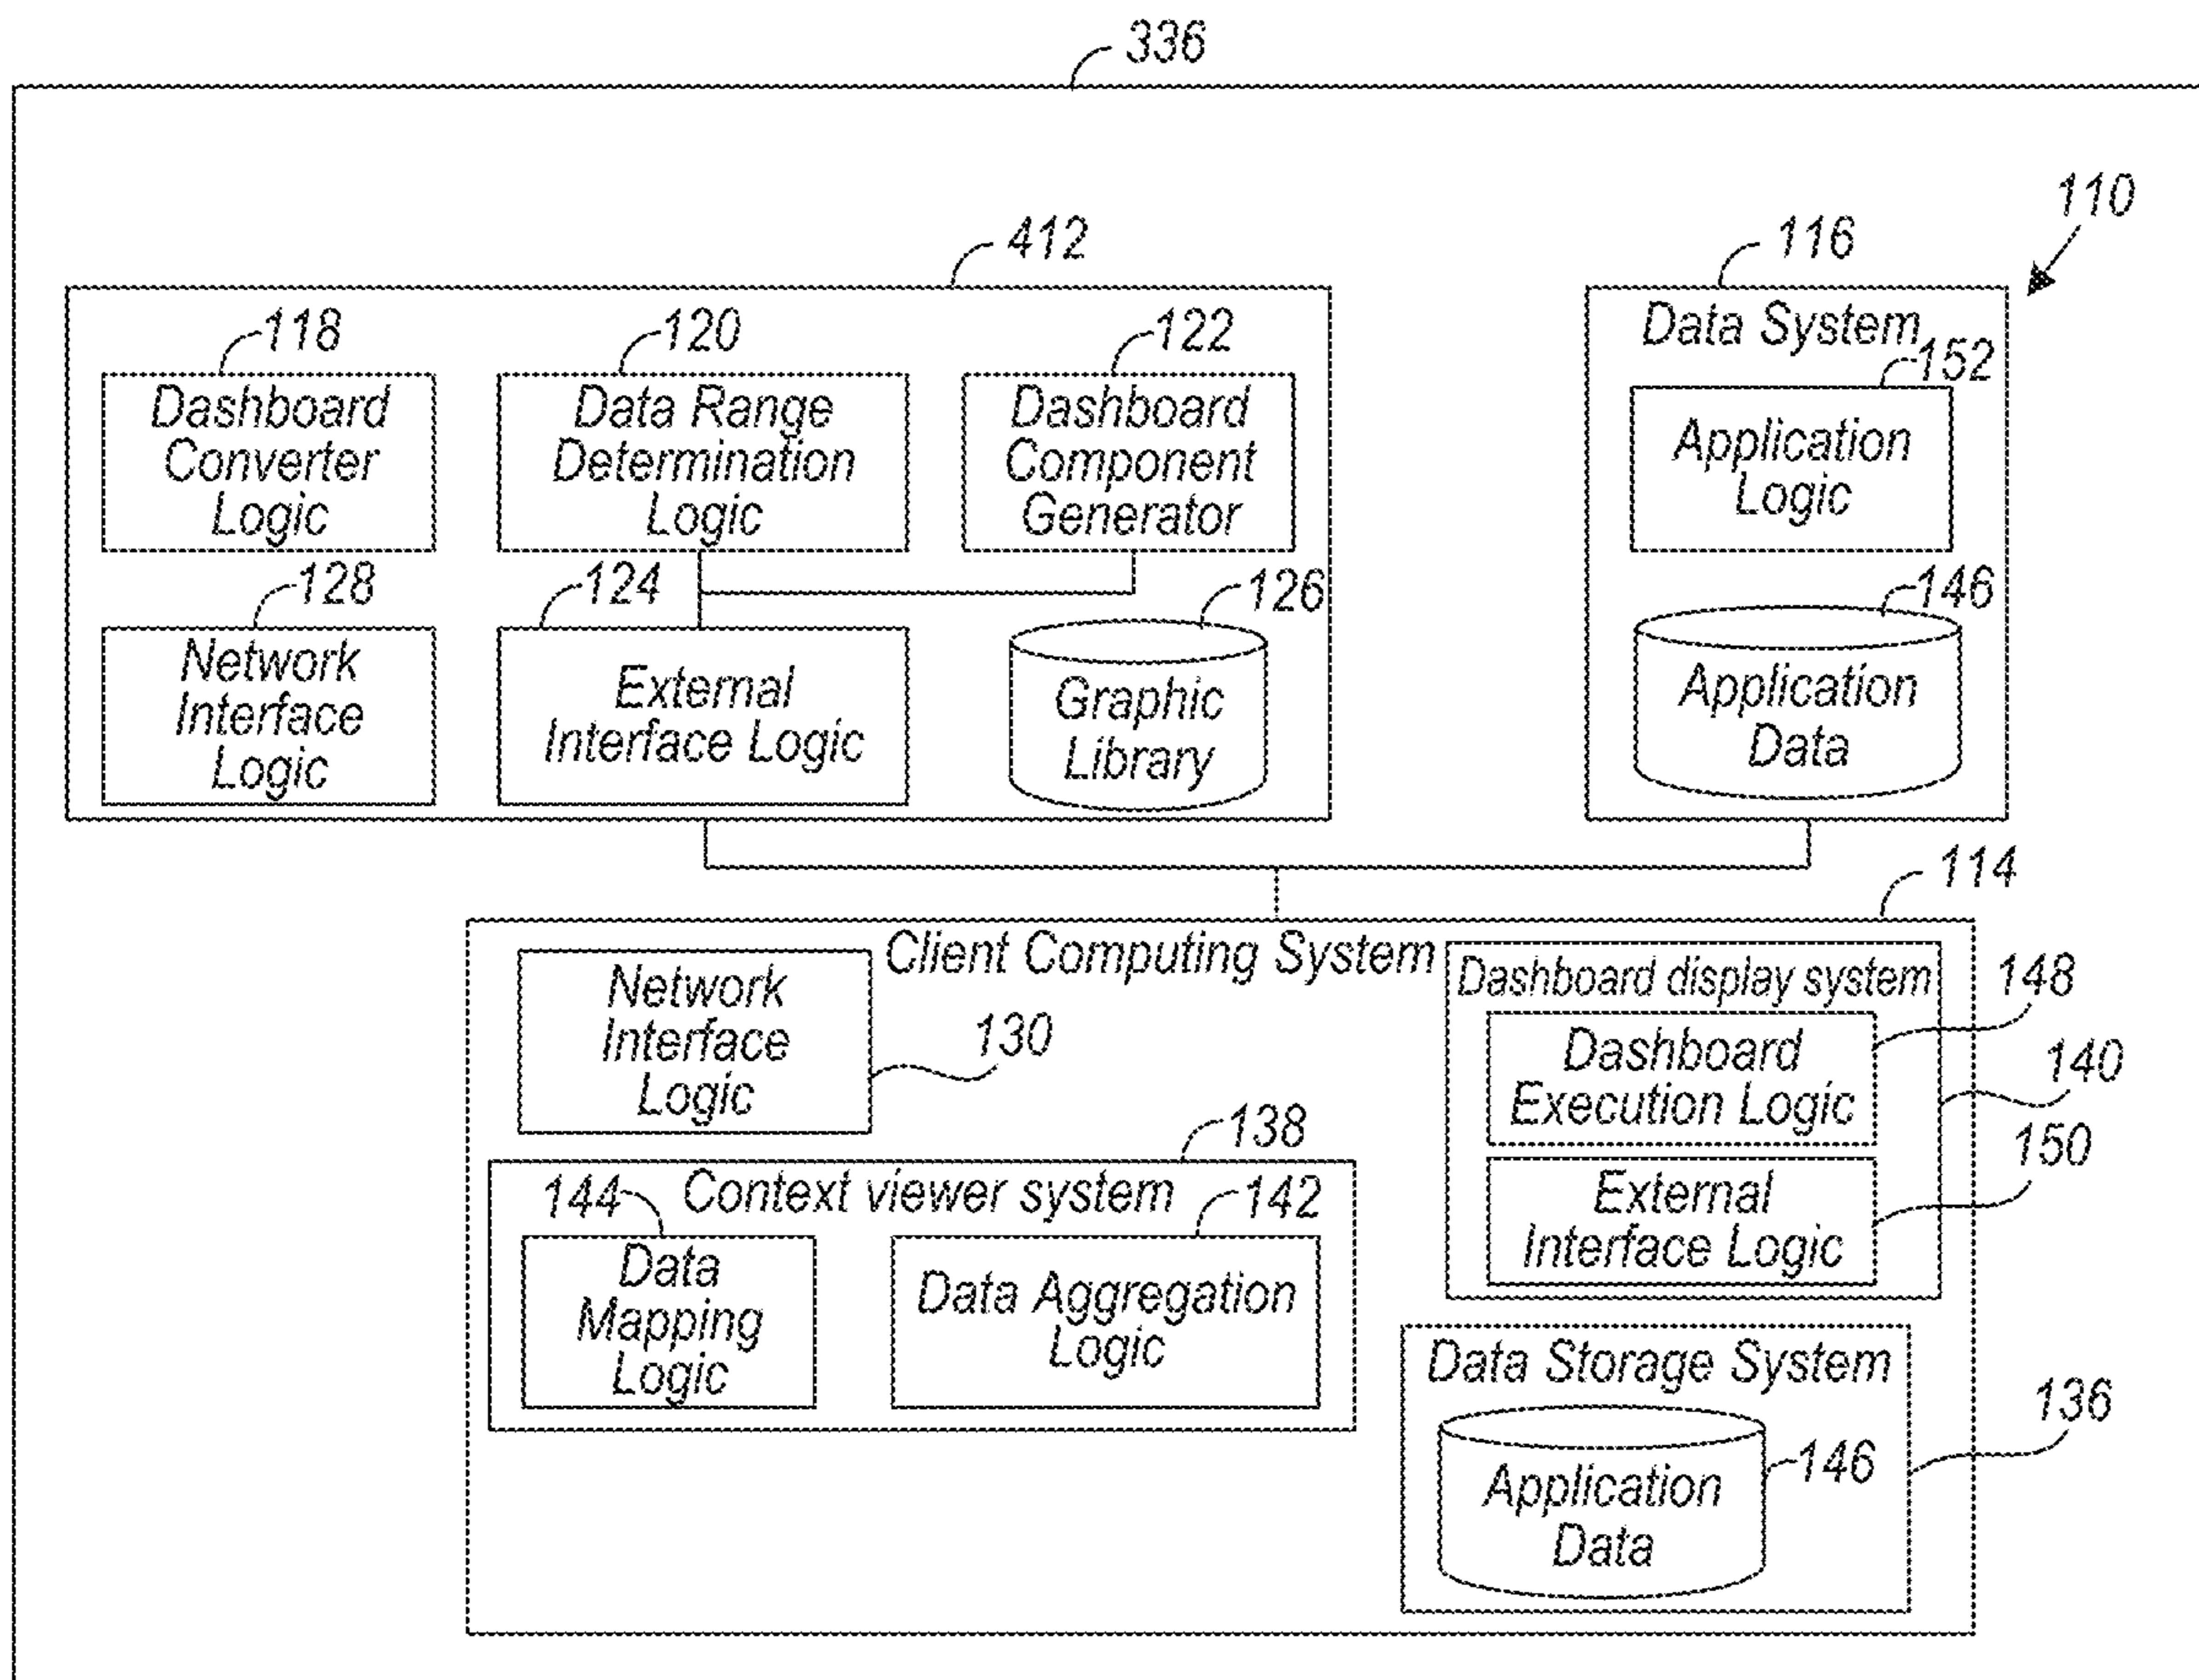 336
110
412
116
118
120
122
Data System
152
Dashboard
Converter
Logic
Data Range
Determination
Logic
Dashboard
Component
Generator
Application
Logic
128
124
126
146
Network
Interface
Logic
External
Interface Logic
Graphic
Library
Application
Data
114
Client Computing System
Network
Interface
Logic
130
Dashboard display system
148
Dashboard
Execution Logic
140
150
External
Interface Logic
138
Context viewer system
144
142
Data
Mapping
Logic
Data Aggregation
Logic
Data Storage System
136
146
Application
Data